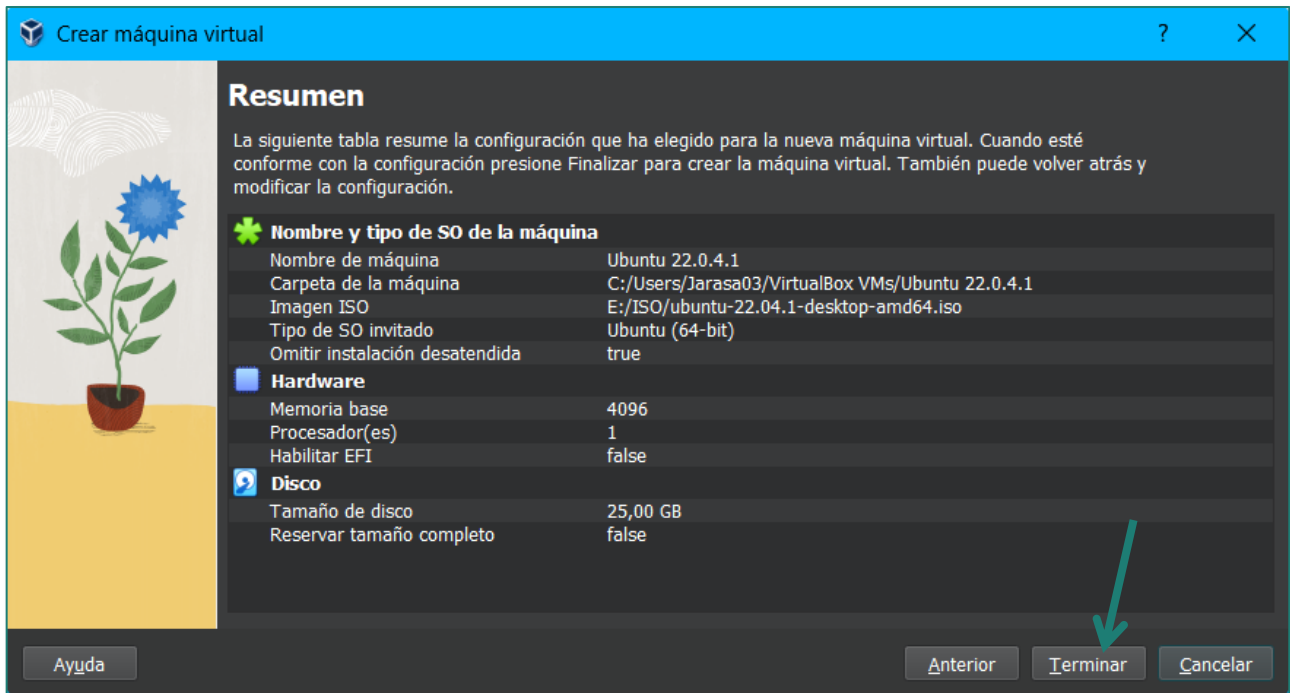 Crear máquina virtual
?
Resumen
La siguiente tabla resume la configuración que ha elegido para la nueva máquina virtual. Cuando esté
conforme con la configuración presione Finalizar para crear la máquina virtual. También puede volver atrás y
modificar la configuración.
Nombre y tipo de SO de la máquina
Nombre de máquina Ubuntu 22.0.4.1
Carpeta de la máquina C:/Users/Jarasa03/VirtualBox VMs/Ubuntu 22.0.4.1
Imagen ISO E:/ISO/ubuntu-22.04.1-desktop-amd64.iso
Tipo de SO invitado Ubuntu (64-bit)
Omitir instalación desatendida true
Hardware
Memoria base 4096
Procesador(es) 1
Habilitar EFI false
Disco
Tamaño de disco 25,00 GB
Reservar tamaño completo false
Ayuda Anterior Terminar Cancelar